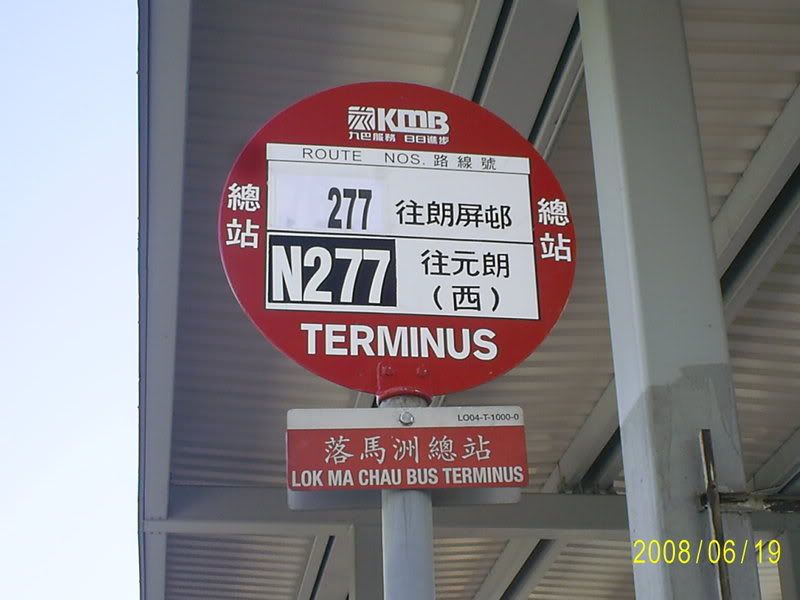 KMB
九巴服務 日日進步
ROUTE NOS. 路線號
277 往朗屏邨
N277 往元朗
(西)
總站
總站
TERMINUS
LO04-T-1000-0
落馬洲總站
LOK MA CHAU BUS TERMINUS
2008/06/19